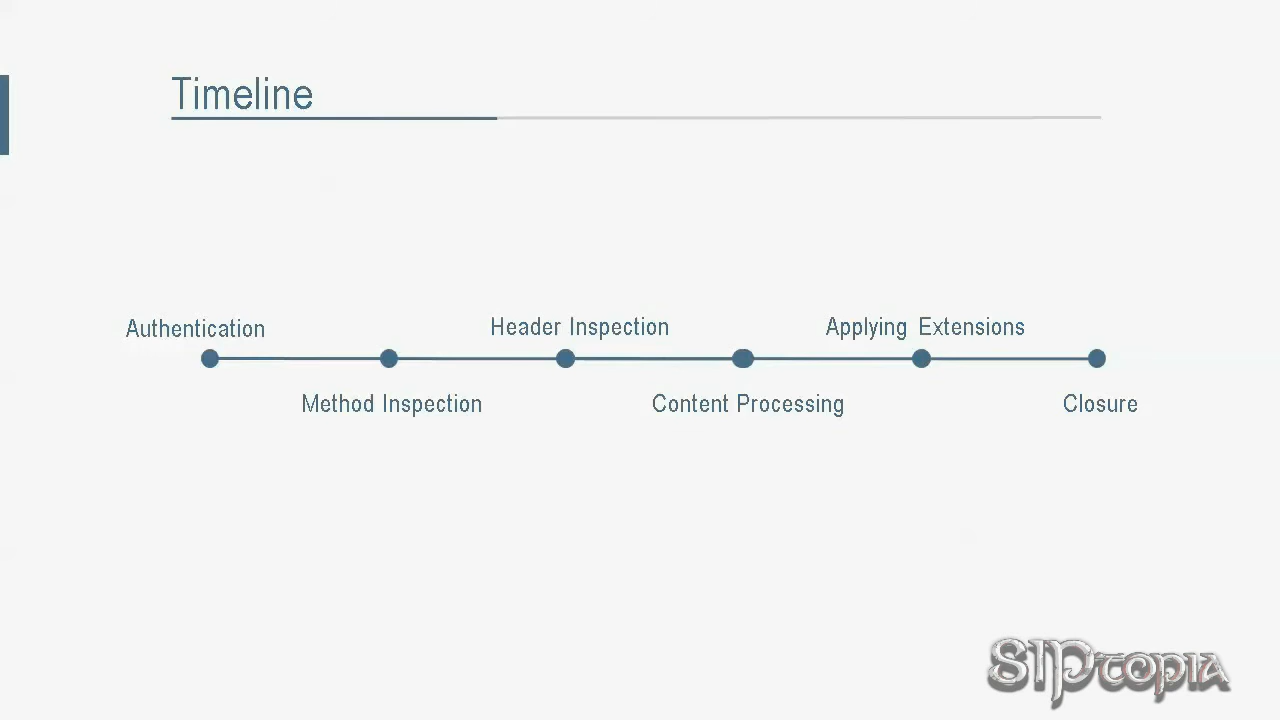 Timeline
Authentication
Method Inspection
Header Inspection
Content Processing
Applying Extensions
Closure
SIPtopia